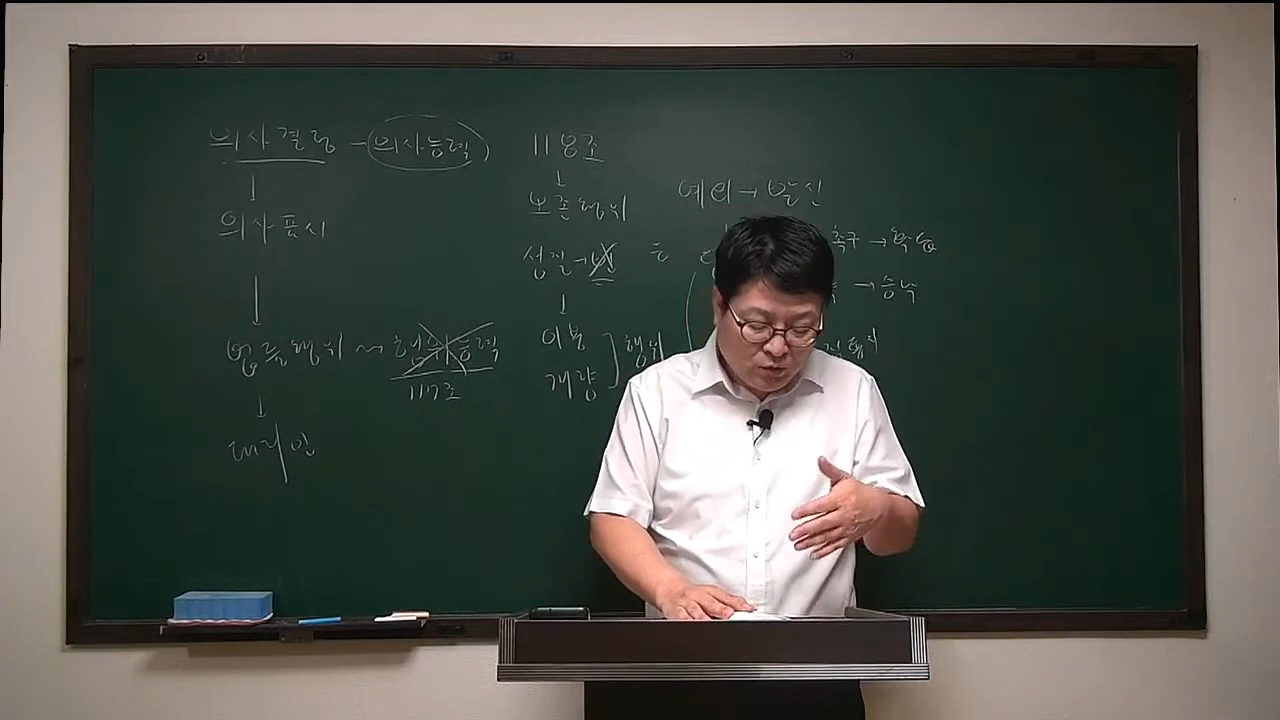 의사결정 - 의사능력
↓
의사표시
↓
법률행위 ~ 행위능력
117조
↓
대리인
118조
↓
보존행위
성질→변 등
↓
이용
개량
행위
예외→발신
촉구→확답
→승낙